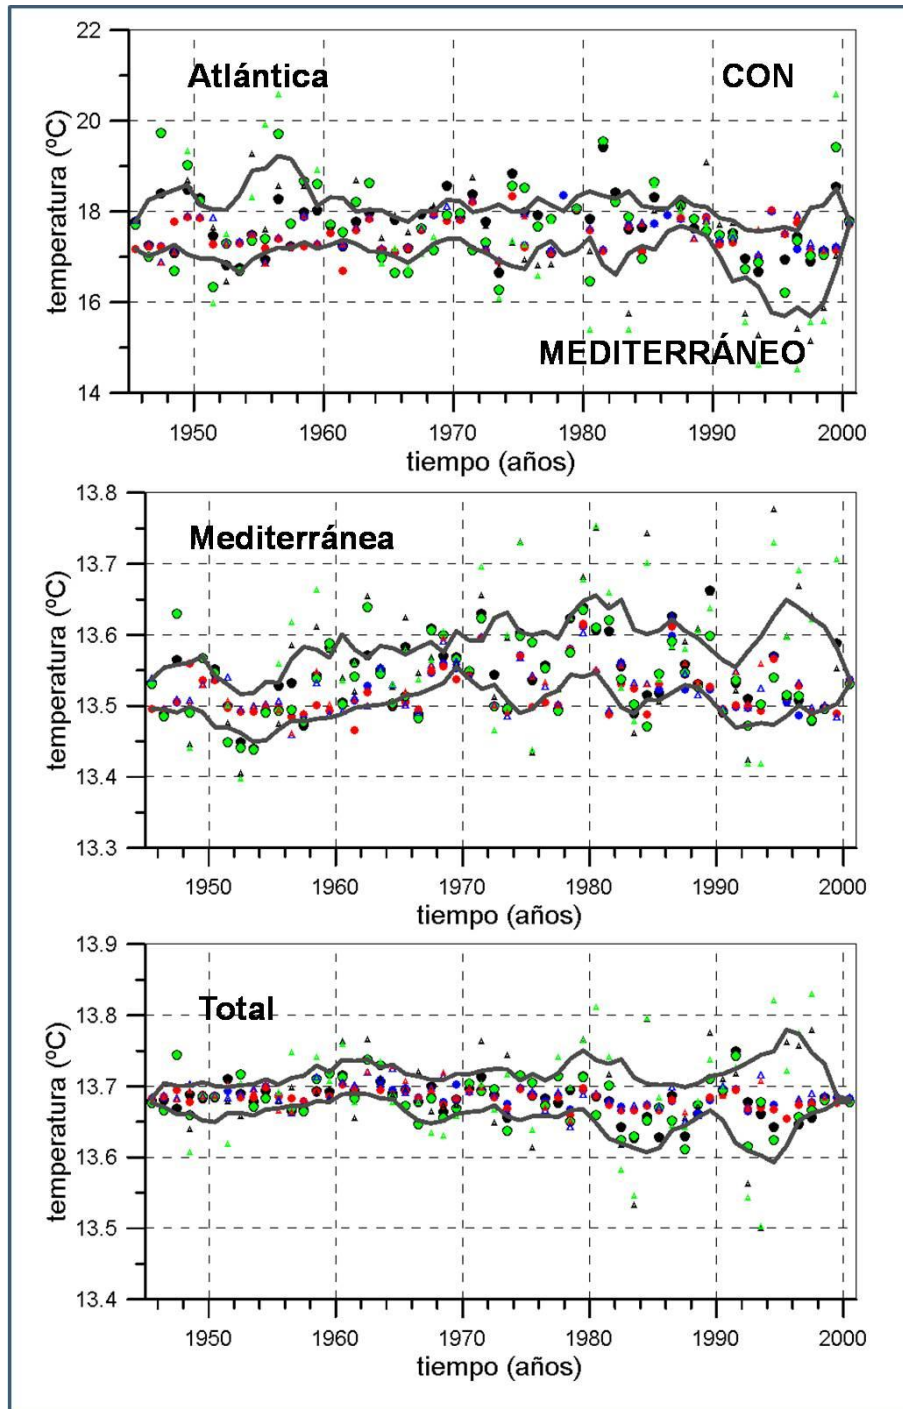 22
Atlántica CON
20
18
16
MEDITERRÁNEO
14
temperatura (ºC)
1950 1960 1970 1980 1990 2000
tiempo (años)
13.8
Mediterránea
13.7
13.6
13.5
13.4
13.3
temperatura (ºC)
1950 1960 1970 1980 1990 2000
tiempo (años)
13.9
13.8
Total
13.7
13.6
13.5
13.4
temperatura (ºC)
1950 1960 1970 1980 1990 2000
tiempo (años)